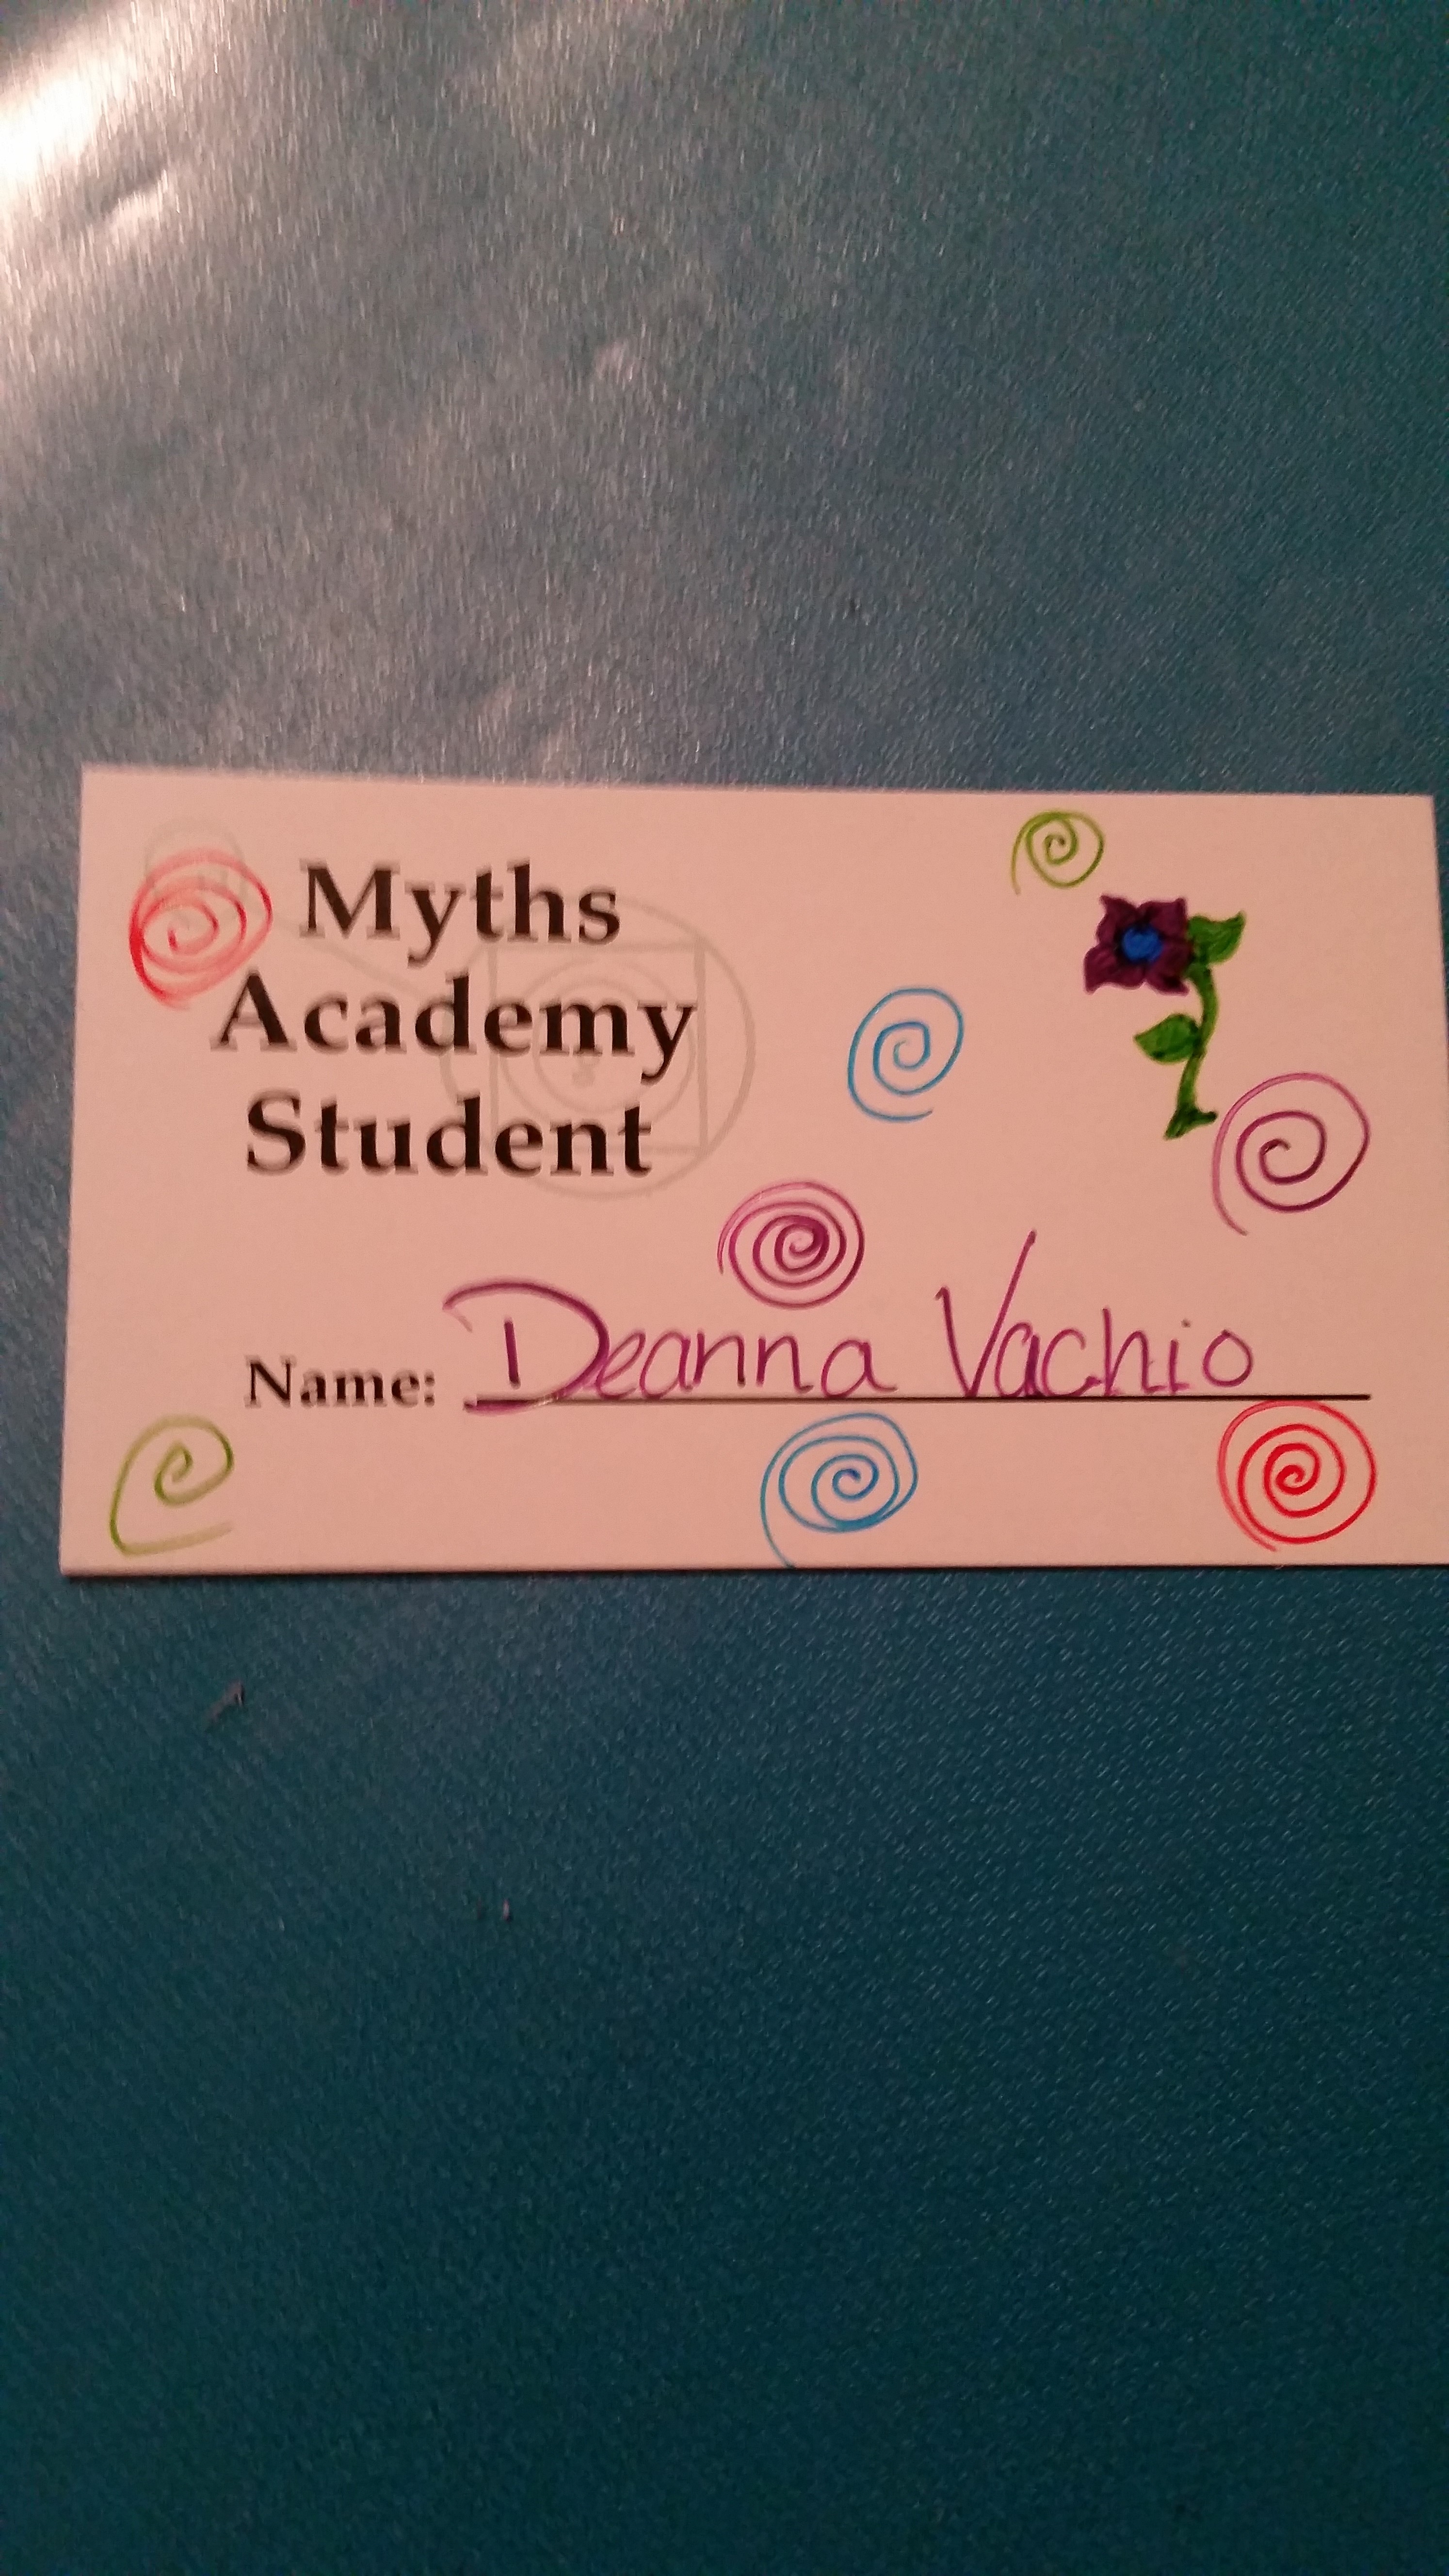 Myths
Academy
Student
Name: Deanna Vachio